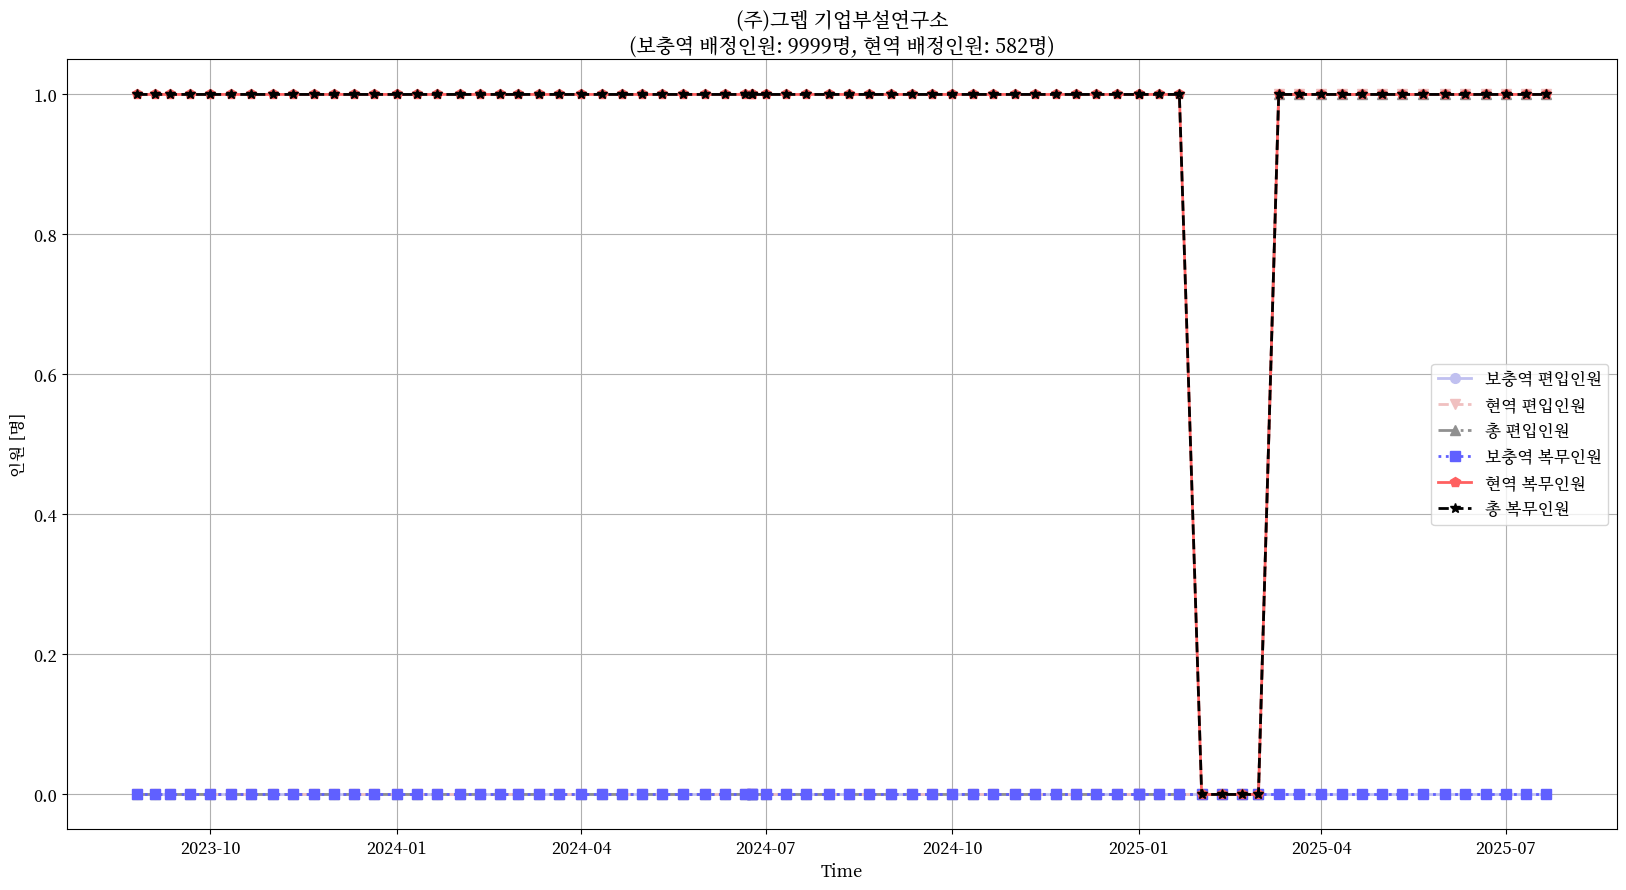 (주)그렙 기업부설연구소
(보충역 배정인원: 9999명, 현역 배정인원: 582명)
인원 [명]
1.0
0.8
0.6
0.4
0.2
0.0
보충역 편입인원
현역 편입인원
총 편입인원
보충역 복무인원
현역 복무인원
총 복무인원
2023-10 2024-01 2024-04 2024-07 2024-10 2025-01 2025-04 2025-07
Time